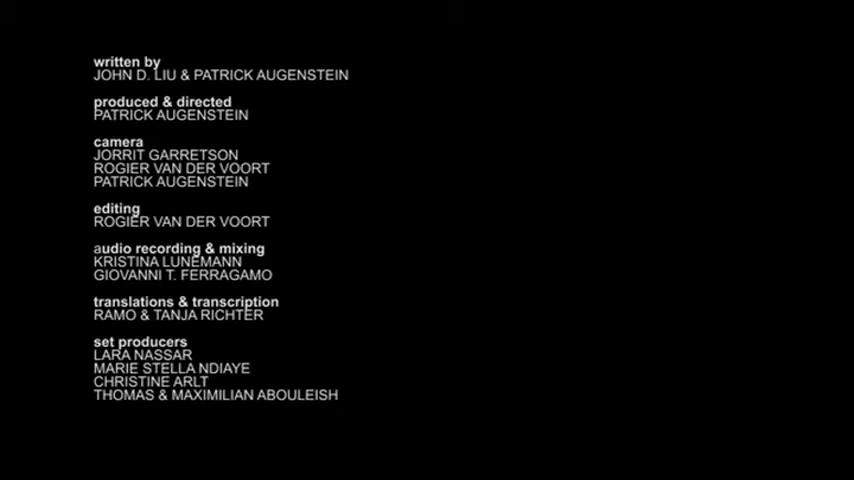 written by
JOHN D. LIU & PATRICK AUGENSTEIN
produced & directed
PATRICK AUGENSTEIN
camera
JORRIT GARRETSON
ROGIER VAN DER VOORT
PATRICK AUGENSTEIN
editing
ROGIER VAN DER VOORT
audio recording & mixing
KRISTINA LUNEMANN
GIOVANNI T. FERRAGAMO
translations & transcription
RAMO & TANJA RICHTER
set producers
LARA NASSAR
MARIE STELLA NDIAYE
CHRISTINE ARLT
THOMAS & MAXIMILIAN ABOULEISH